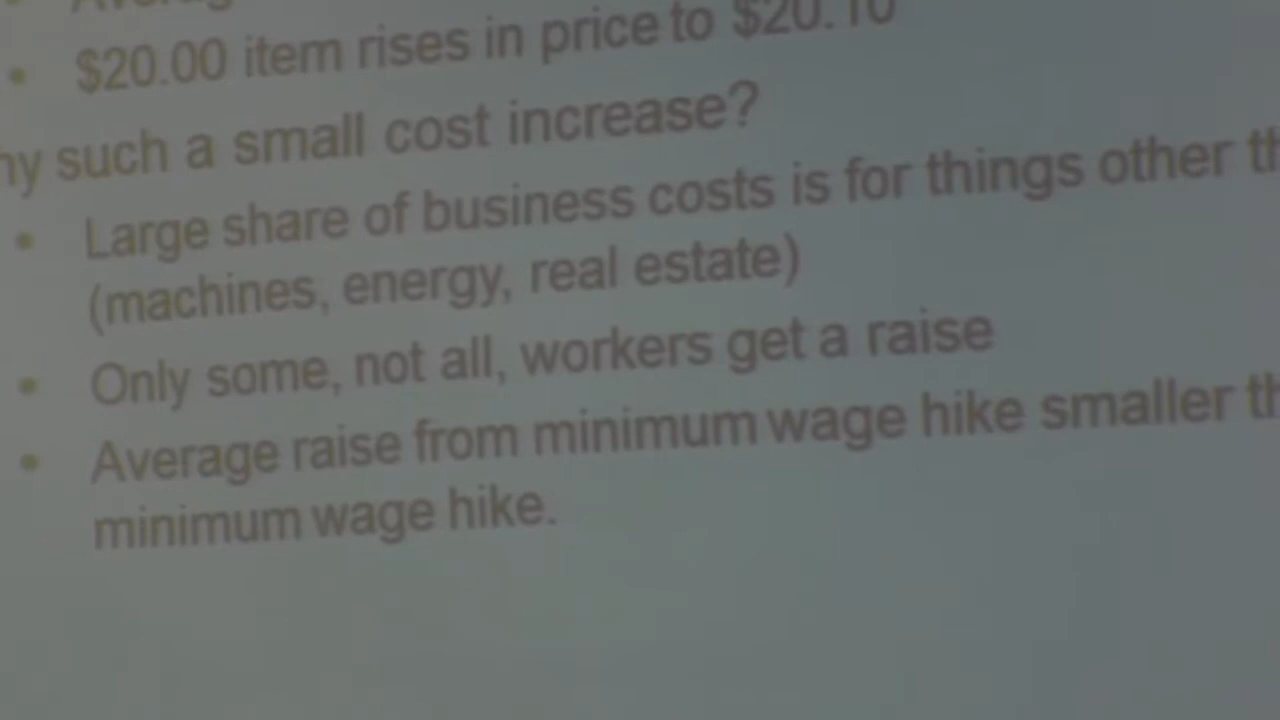 $20.00 item rises in price to $20.10
such a small cost increase?
Large share of business costs is for things other
(machines, energy, real estate)
Only some, not all, workers get a raise
Average raise from minimum wage hike smaller
minimum wage hike.